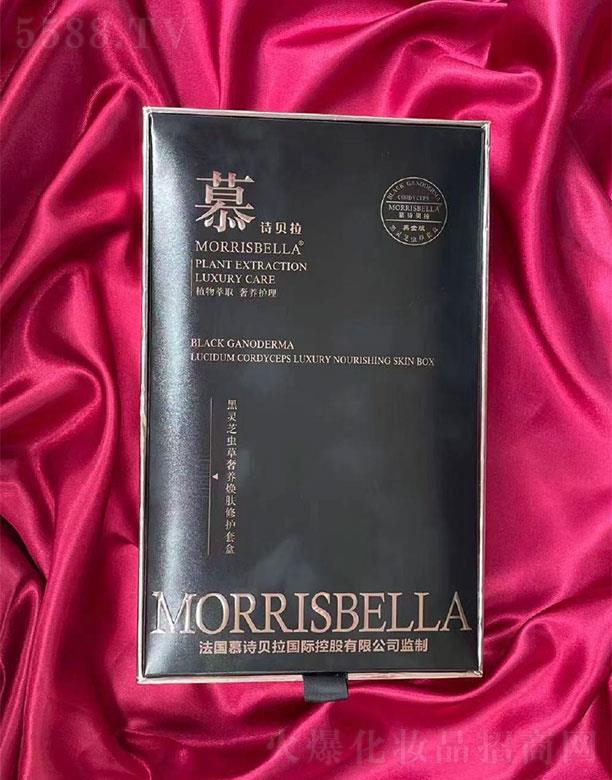 5588.TV
慕
诗贝拉
MORRISBELLA®
PLANT EXTRACTION
LUXURY CARE
植物萃取 奢养护理
BLACK GANODERMA
CORDYCEPS
MORRISBELLA
慕诗贝拉
黑金版
BLACK GANODERMA
LUCIDUM CORDYCEPS LUXURY NOURISHING SKIN BOX
黑灵芝虫草奢养焕肤修护套盒
MORRISBELLA
法国慕诗贝拉国际控股有限公司监制
火爆化妆品招商网